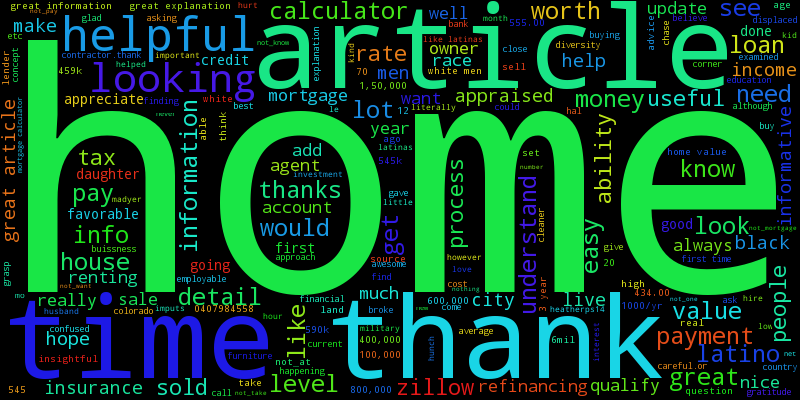 great information great explanation hurt calculator well worth update see age
not_pay glad asking bank month 555.00 advice believe displaced
make helpful article
etc contractor.thank important not_know explanation kind like latinas close buying chase done kid
lender concept 459k helped looking credit rate owner diversity help loan corner examined
70 men race white men sell income
mortgage 1,50,000 literally want appraised money useful need education
appreciate finding white best lot 12 could hal although
great article mortgage calculator
home
tax able think le year ago latinas 545k set number ability buy informative
daughter information add agent investment gave little process home value
pay madyer thanks know
favorable account cleaner not_mortgage
info buissness would get understand good look
house first approach source awesome find however love easy always black first time
renting going employable cost nothing give 20
grasp not_want detail much 600,000 city 3 year live high 434.00 not_one ask hire people
mo really sale financial land come heatherps14 1000/yr value real low
time thank
husband colorado imputs 0407984558 broke
confused hour like 590k military average 6mil payment
hope current 400,000 hunch interest latino net
insightful furniture not_at 100,000 careful.or country
happening great nice
545 insurance sold call take not_take level 800,000 zillow refinancing qualify question gratitude